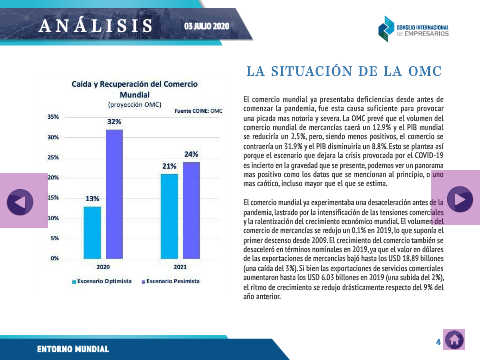 ANÁLISIS
03 JULIO 2020
CONSEJO INTERNACIONAL
DE EMPRESARIOS
LA SITUACIÓN DE LA OMC
Caída y Recuperación del Comercio
Mundial
(proyección OMC)
Fuente COINE: OMC
35%
30%
25%
20%
15%
10%
5%
0%
13%
32%
21%
24%
2020
2021
Escenario Optimista
Escenario Pesimista
El comercio mundial ya presentaba deficiencias desde antes de
comenzar la pandemia, fue esta causa suficiente para provocar
una picada mas notoria y severa. La OMC prevé que el volumen del
comercio mundial de mercancías caerá un 12.9% y el PIB mundial
se reduciría un 2,5%, pero, siendo menos positivos, el comercio se
contraería un 31.9% y el PIB disminuiría un 8.8%. Esto se plantea así
porque el escenario que dejara la crisis provocada por el COVID-19
es incierto en la gravedad que se presente, podemos ver un panorama
mas positivo como los datos que se mencionan al principio, o uno
mas caótico, incluso mayor que el que se estima.
El comercio mundial ya experimentaba una desaceleración antes de la
pandemia, lastrado por la intensificación de las tensiones comerciales
y la ralentización del crecimiento económico mundial. El volumen del
comercio de mercancías se redujo un 0.1% en 2019, lo que suponía el
primer descenso desde 2009. El crecimiento del comercio también se
desaceleró en términos nominales en 2019, ya que el valor en dólares
de las exportaciones de mercancías bajó hasta los USD 18.89 billones
(una caída del 3%). Si bien las exportaciones de servicios comerciales
aumentaron hasta los USD 6.03 billones en 2019 (una subida del 2%),
el ritmo de crecimiento se redujo drásticamente respecto del 9% del
año anterior.
ENTORNO MUNDIAL
4